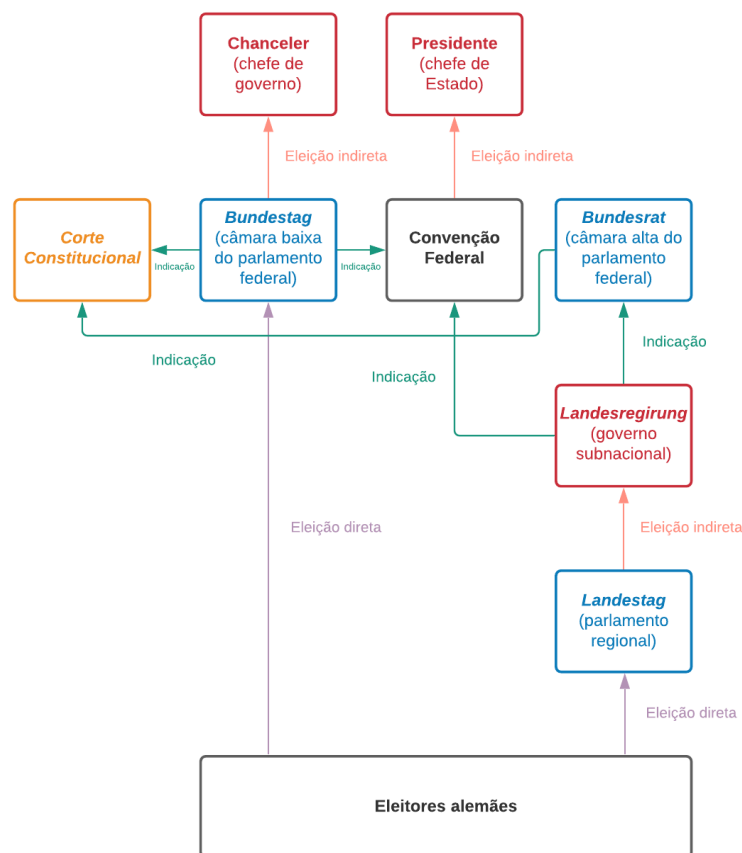 Chanceler
(chefe de
governo)
Presidente
(chefe de
Estado)
Eleição indireta
Eleição indireta
Corte
Constitucional
Indicação
Bundestag
(câmara baixa
do parlamento
federal)
Indicação
Convenção
Federal
Bundesrat
(câmara alta do
parlamento
federal)
Indicação
Indicação
Indicação
Landesregirung
(governo
subnacional)
Eleição direta
Eleição indireta
Landestag
(parlamento
regional)
Eleição direta
Eleitores alemães